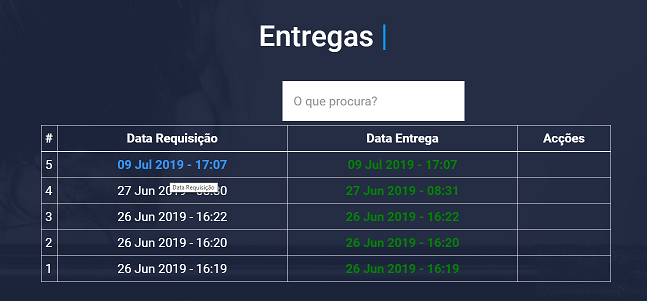 Entregas
O que procura?
# Data Requisição Data Entrega Acções
5 09 Jul 2019 - 17:07 09 Jul 2019 - 17:07
4 27 Jun 2019 - 08:30 27 Jun 2019 - 08:31
Data Requisição
3 26 Jun 2019 - 16:22 26 Jun 2019 - 16:22
2 26 Jun 2019 - 16:20 26 Jun 2019 - 16:20
1 26 Jun 2019 - 16:19 26 Jun 2019 - 16:19